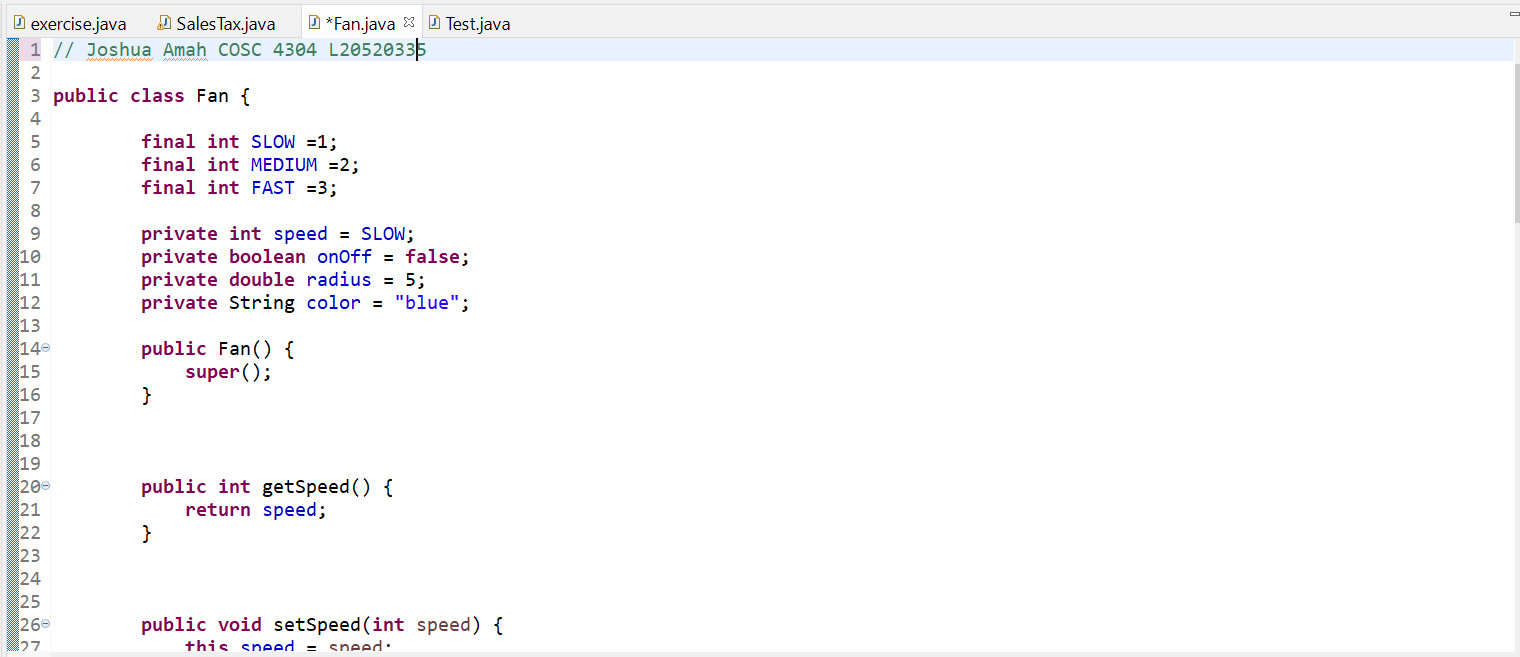 exercise.java SalesTax.java *Fan.java Test.java
1 // Joshua Amah COSC 4304 L20520335
2
3 public class Fan {
4
5 final int SLOW =1;
6 final int MEDIUM =2;
7 final int FAST =3;
8
9 private int speed = SLOW;
10 private boolean onOff = false;
11 private double radius = 5;
12 private String color = "blue";
13
14 public Fan() {
15 super();
16 }
17
18
19
20 public int getSpeed() {
21 return speed;
22 }
23
24
25
26 public void setSpeed(int speed) {
27 this speed = speed;